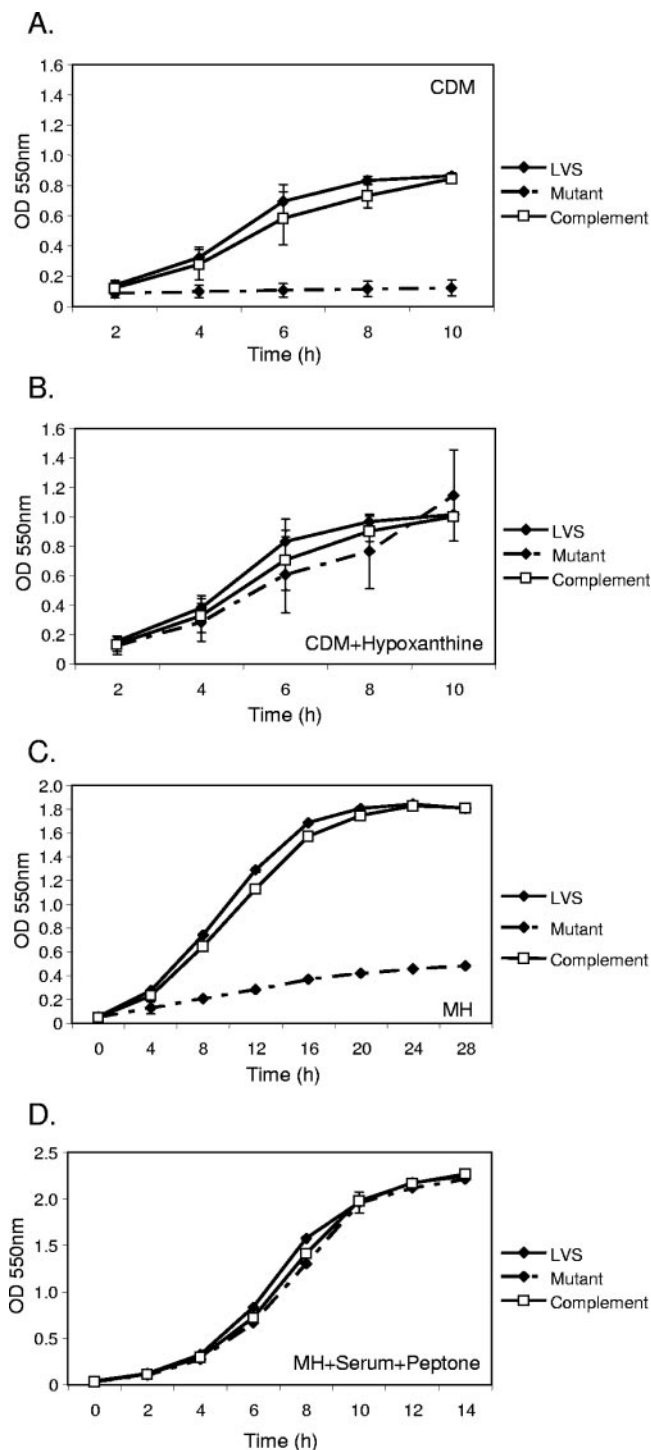 A.
CDM
OD 550nm
1.6
1.4
1.2
1.0
0.8
0.6
0.4
0.2
0
2 4 6 8 10
Time (h)
LVS
Mutant
Complement
B.
OD 550nm
1.6
1.4
1.2
1.0
0.8
0.6
0.4
0.2
0
CDM+Hypoxanthine
2 4 6 8 10
Time (h)
LVS
Mutant
Complement
C.
OD 550nm
2.0
1.8
1.6
1.4
1.2
1.0
0.8
0.6
0.4
0.2
0
MH
0 4 8 12 16 20 24 28
Time (h)
LVS
Mutant
Complement
D.
OD 550nm
2.5
2.0
1.5
1.0
0.5
0
MH+Serum+Peptone
0 2 4 6 8 10 12 14
Time (h)
LVS
Mutant
Complement